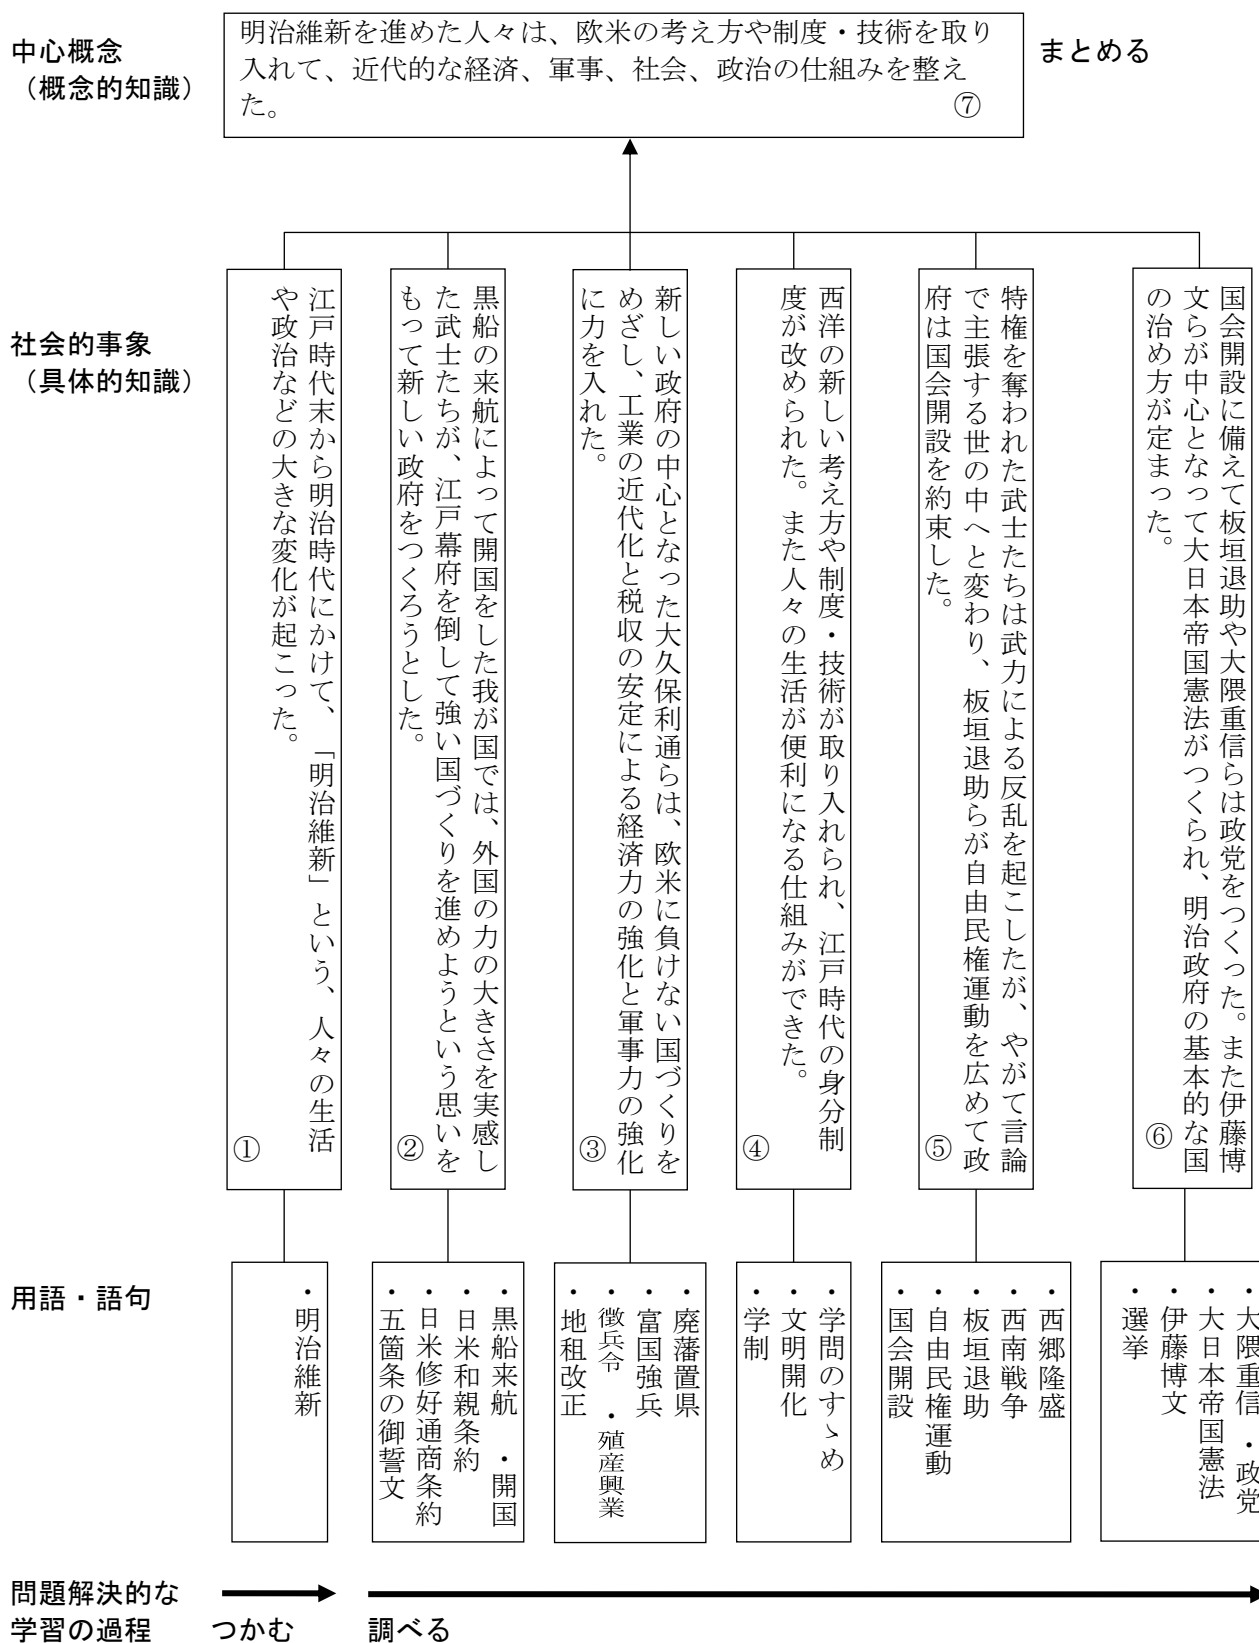 中心概念
（概念的知識）
明治維新を進めた人々は、欧米の考え方や制度・技術を取り
入れて、近代的な経済、軍事、社会、政治の仕組みを整え
た。
⑦
まとめる
社会的事象
（具体的知識）
江戸時代末から明治時代にかけて、「明治維新」という、人々の生活
や政治などの大きな変化が起こった。
①
黒船の来航によって開国をした我が国では、外国の力の大きさを実感し
た武士たちが、江戸幕府を倒して強い国づくりを進めようという思いを
もって新しい政府をつくろうとした。
②
新しい政府の中心となった大久保利通らは、欧米に負けない国づくりを
めざし、工業の近代化と税収の安定による経済力の強化と軍事力の強化
に力を入れた。
③
西洋の新しい考え方や制度・技術が取り入れられ、江戸時代の身分制
度が改められた。また人々の生活が便利になる仕組みができた。
④
特権を奪われた武士たちは武力による反乱を起こしたが、やがて言論
で主張する世の中へと変わり、板垣退助らが自由民権運動を広めて政
府は国会開設を約束した。
⑤
国会開設に備えて板垣退助や大隈重信らは政党をつくった。また伊藤博
文らが中心となって大日本帝国憲法がつくられ、明治政府の基本的な国
の治め方が定まった。
⑥
用語・語句
・明治維新
・黒船来航　・開国
・日米和親条約
・日米修好通商条約
・五箇条の御誓文
・廃藩置県
・富国強兵
・徴兵令　・殖産興業
・地租改正
・学問のすゝめ
・文明開化
・学制
・西郷隆盛
・西南戦争
・板垣退助
・自由民権運動
・国会開設
・大隈重信　・政党
・大日本帝国憲法
・伊藤博文
・選挙
問題解決的な
学習の過程
つかむ
調べる